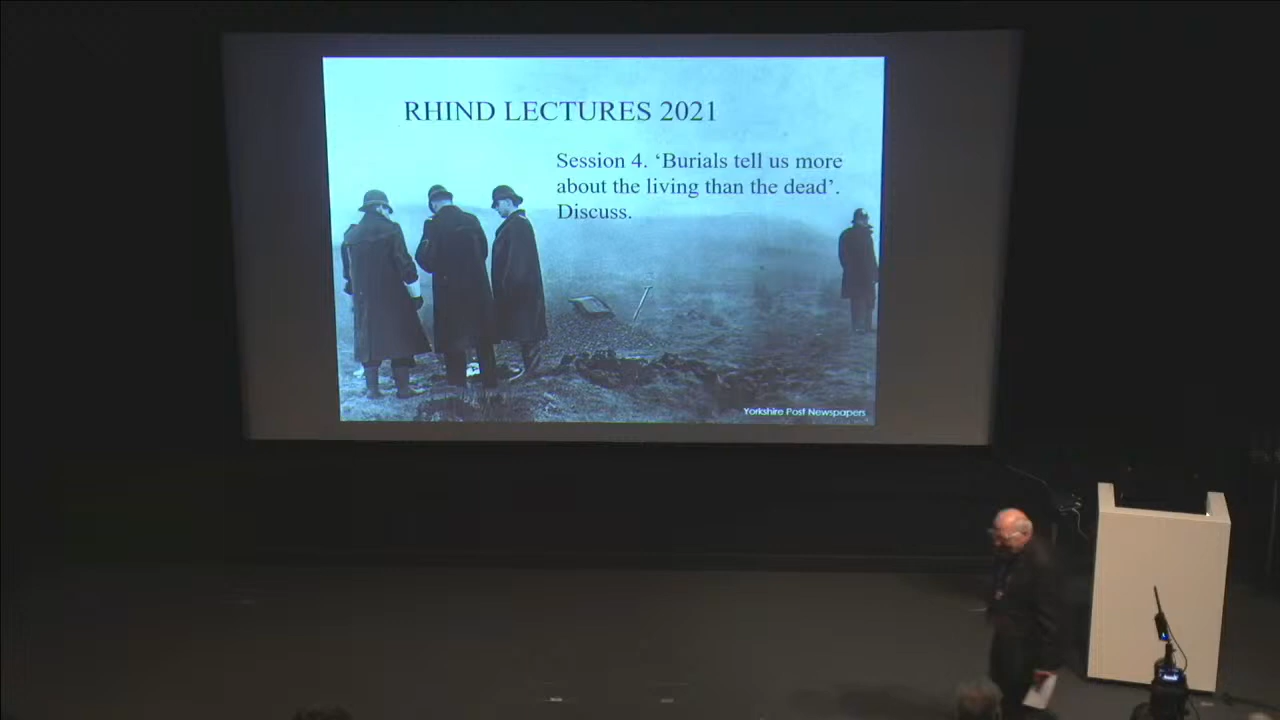 RHIND LECTURES 2021
Session 4. ‘Burials tell us more
about the living than the dead’.
Discuss.
Yorkshire Post Newspapers